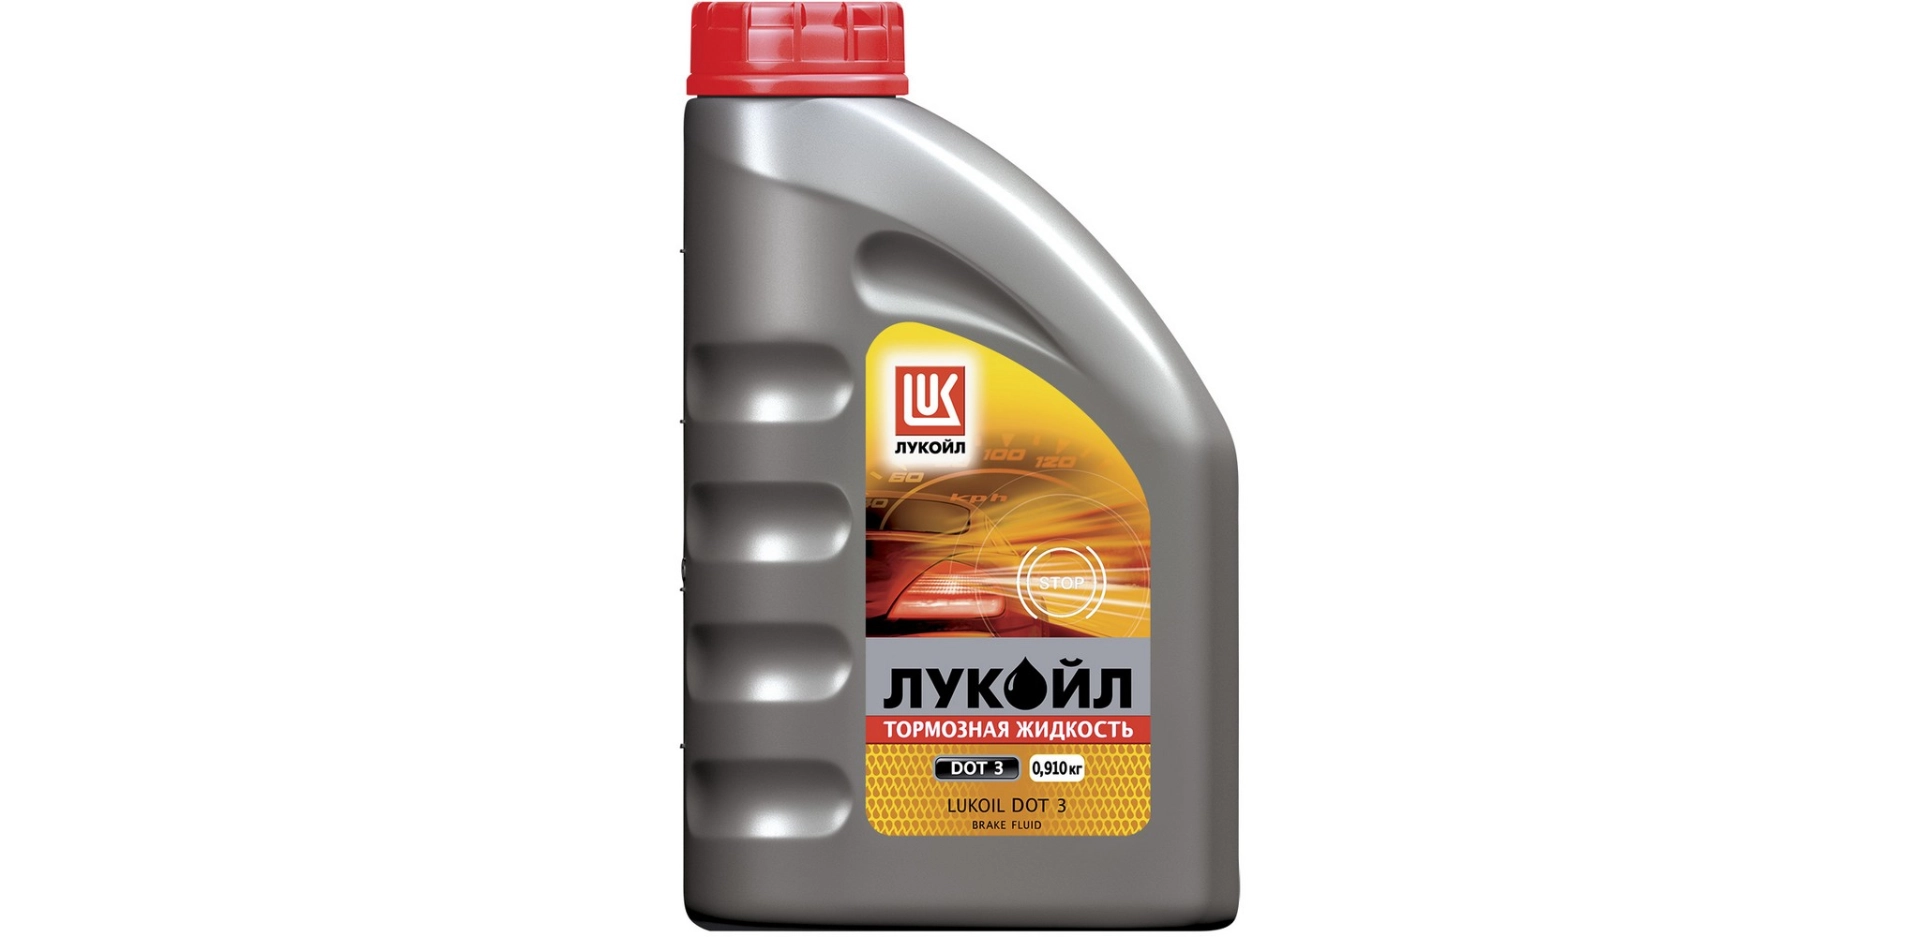 LUK
ЛУКОЙЛ
100
120
60
kph
STOP
ЛУКОЙЛ
ТОРМОЗНАЯ ЖИДКОСТЬ
DOT 3 0,910 кг
LUKOIL DOT 3
BRAKE FLUID